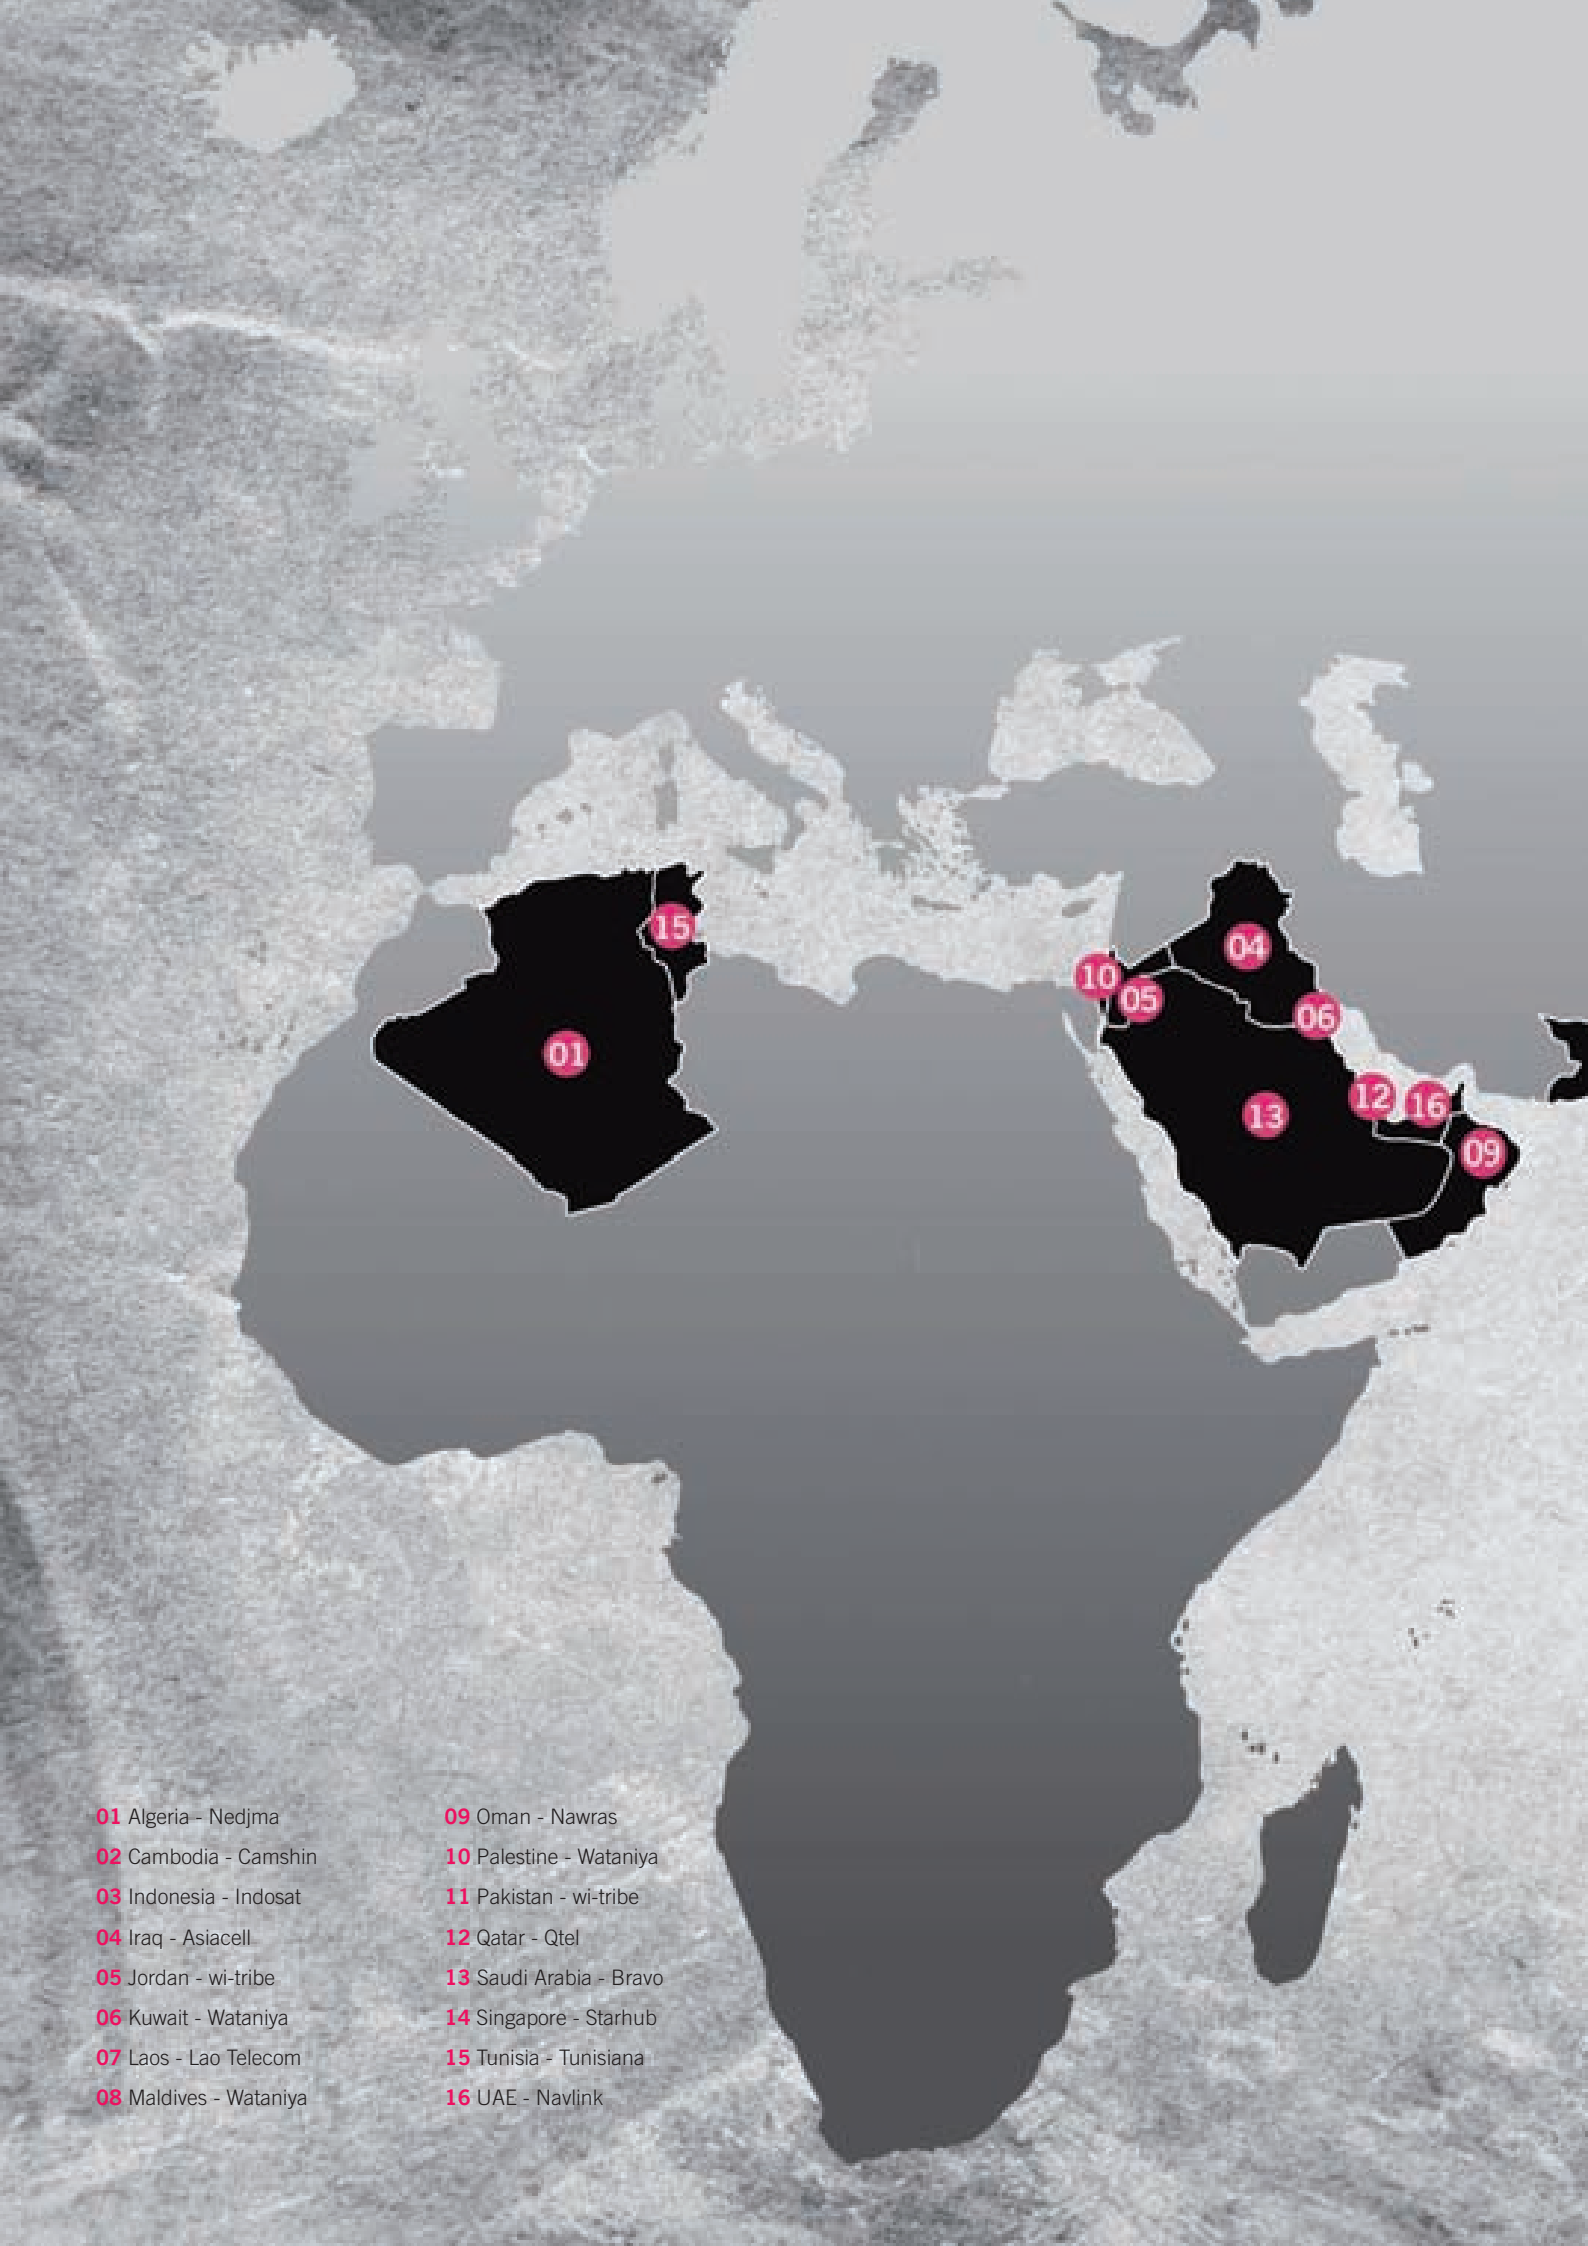 15
04
10
05
06
01
12
16
13
09
01 Algeria - Nedjma
02 Cambodia - Camshin
03 Indonesia - Indosat
04 Iraq - Asiacell
05 Jordan - wi-tribe
06 Kuwait - Wataniya
07 Laos - Lao Telecom
08 Maldives - Wataniya
09 Oman - Nawras
10 Palestine - Wataniya
11 Pakistan - wi-tribe
12 Qatar - Qtel
13 Saudi Arabia - Bravo
14 Singapore - Starhub
15 Tunisia - Tunisiana
16 UAE - Navlink